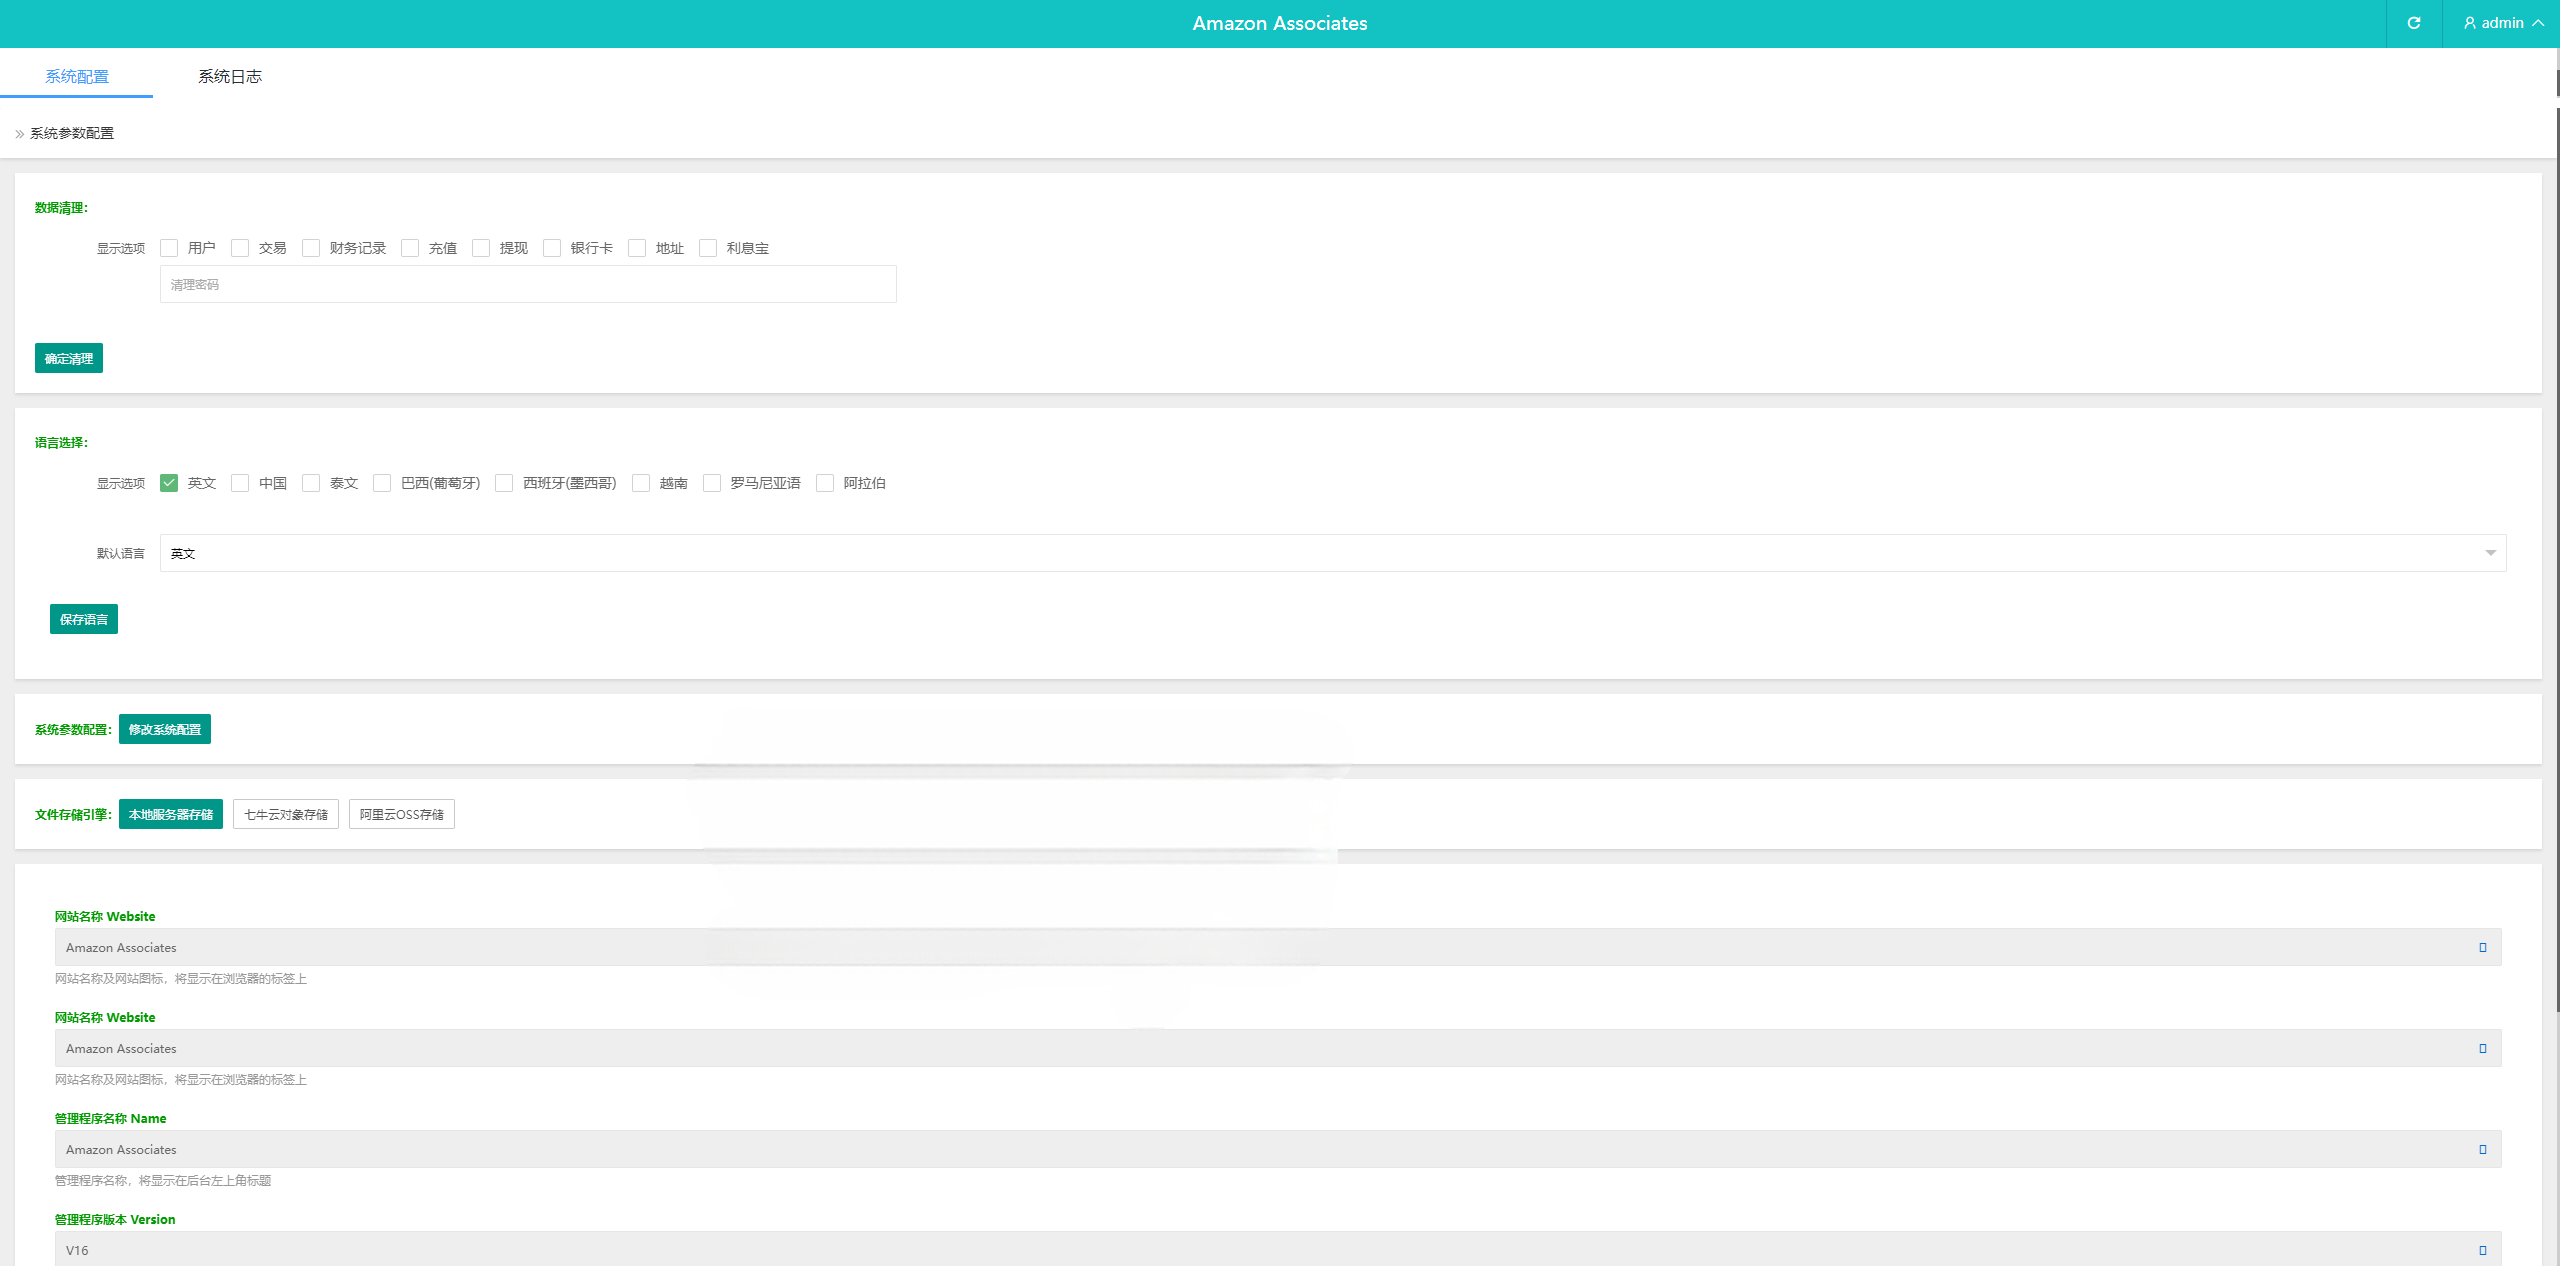 Amazon Associates
admin
系统配置 系统日志
系统参数配置
数据清理：
显示选项 用户 交易 财务记录 充值 提现 银行卡 地址 利息宝
清理密码
确定清理
语言选择：
显示选项 英文 中国 泰文 巴西(葡萄牙) 西班牙(墨西哥) 越南 罗马尼亚语 阿拉伯
默认语言 英文
保存语言
系统参数配置： 修改系统配置
文件存储引擎： 本地服务器存储 七牛云对象存储 阿里云OSS存储
网站名称 Website
Amazon Associates
网站名称及网站图标，将显示在浏览器的标签上
网站名称 Website
Amazon Associates
网站名称及网站图标，将显示在浏览器的标签上
管理程序名称 Name
Amazon Associates
管理程序名称，将显示在后台左上角标题
管理程序版本 Version
V16